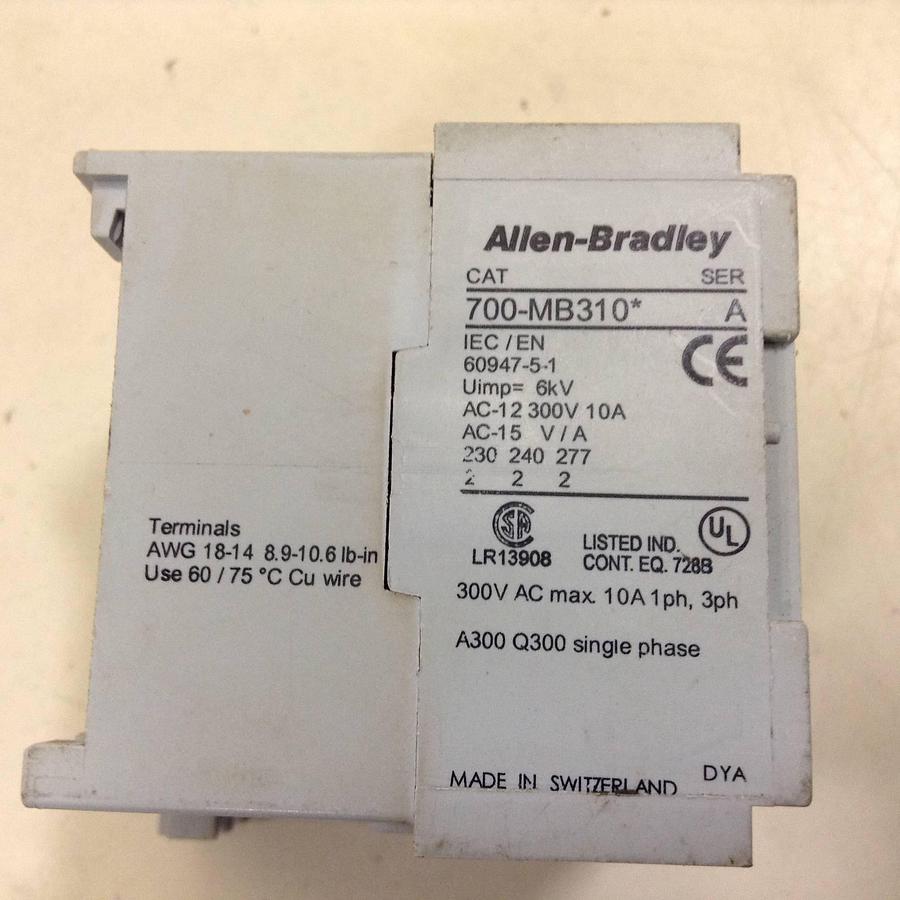 Allen-Bradley
CAT SER
700-MB310* A
IEC / EN
60947-5-1
CE
Uimp= 6kV
AC-12 300V 10A
AC-15 V / A
230 240 277
2 2 2
SA
UL
LR13908
LISTED IND.
CONT. EQ. 728B
300V AC max. 10A 1ph, 3ph
A300 Q300 single phase
MADE IN SWITZERLAND DYA
Terminals
AWG 18-14 8.9-10.6 lb-in
Use 60 / 75 °C Cu wire